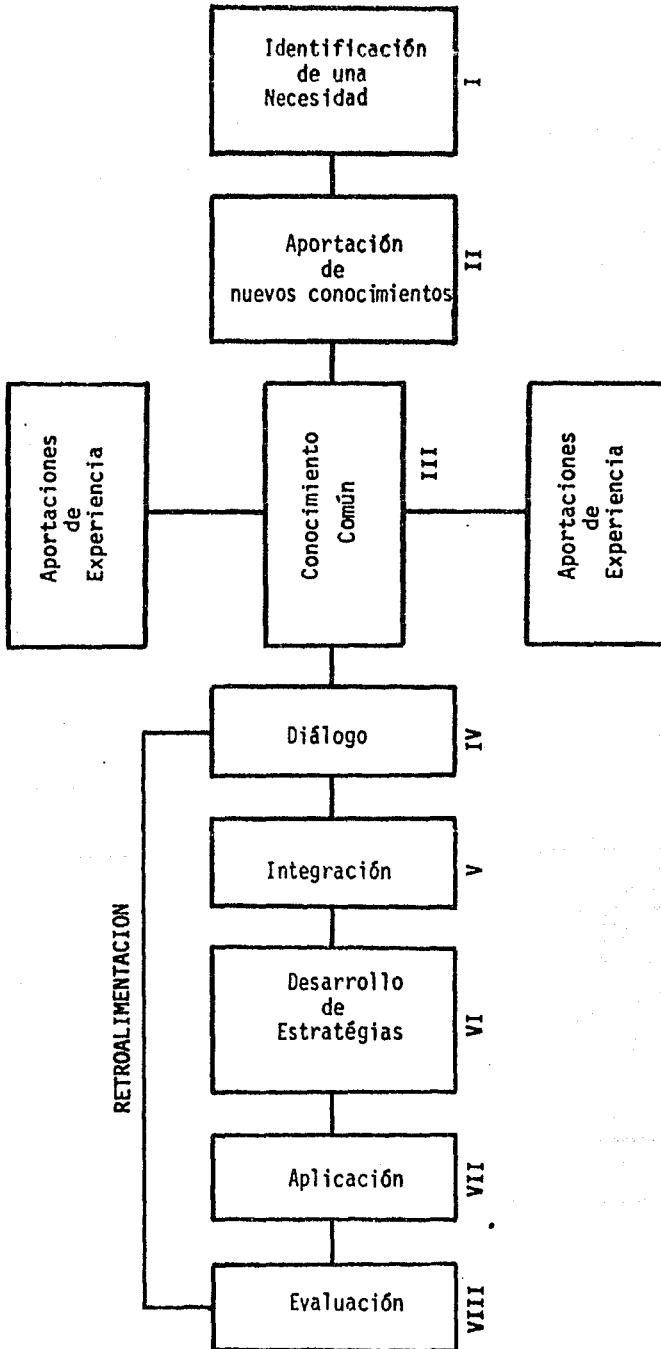 Identificación
de una
Necesidad
I
Aportación
de
nuevos conocimientos
II
Aportaciones
de
Experiencia
Conocimiento
Común
III
Aportaciones
de
Experiencia
Diálogo
IV
Integración
V
Desarrollo
de
Estratégias
VI
Aplicación
VII
Evaluación
VIII
RETROALIMENTACION